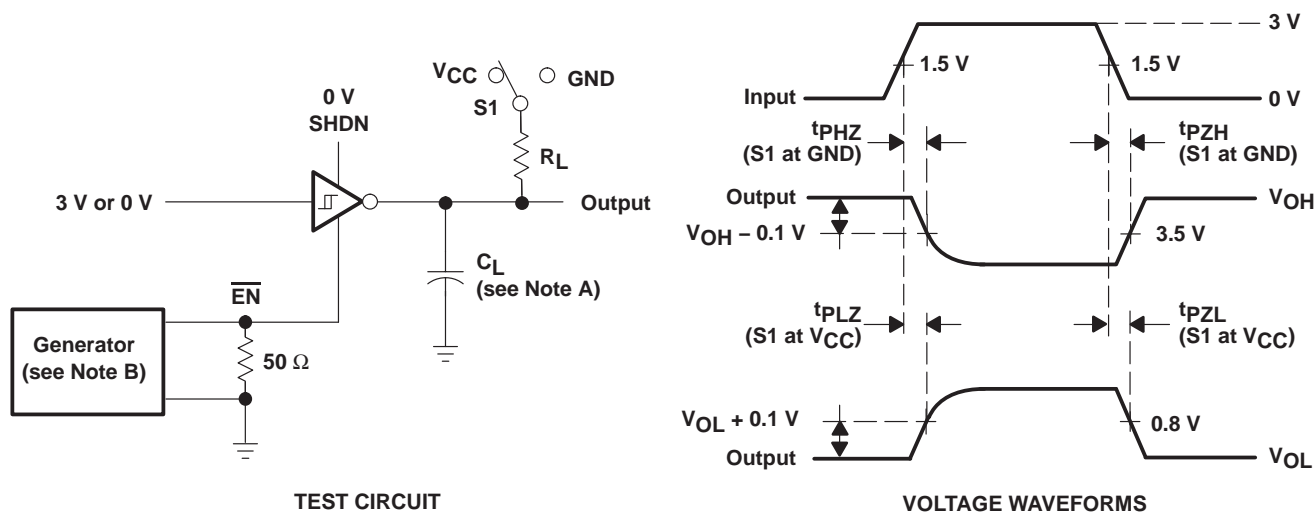 VCC
GND
S1
0 V
SHDN
RL
3 V or 0 V
Output
CL
(see Note A)
EN
Generator
(see Note B)
50 Ω
TEST CIRCUIT
3 V
1.5 V
1.5 V
Input
0 V
tPHZ
(S1 at GND)
tPZH
(S1 at GND)
Output
VOH
VOH – 0.1 V
3.5 V
tPLZ
(S1 at VCC)
tPZL
(S1 at VCC)
VOL + 0.1 V
0.8 V
Output
VOL
VOLTAGE WAVEFORMS